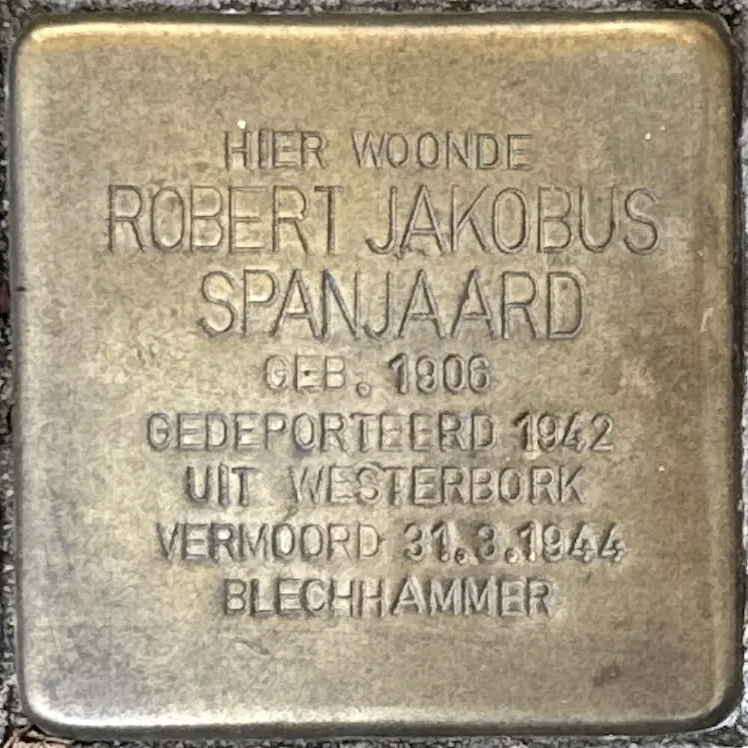 HIER WOONDE
ROBERT JAKOBUS
SPANJAARD
GEB. 1906
GEDEPORTEERD 1942
UIT WESTERBORK
VERMOORD 31.3.1944
BLECHHAMMER